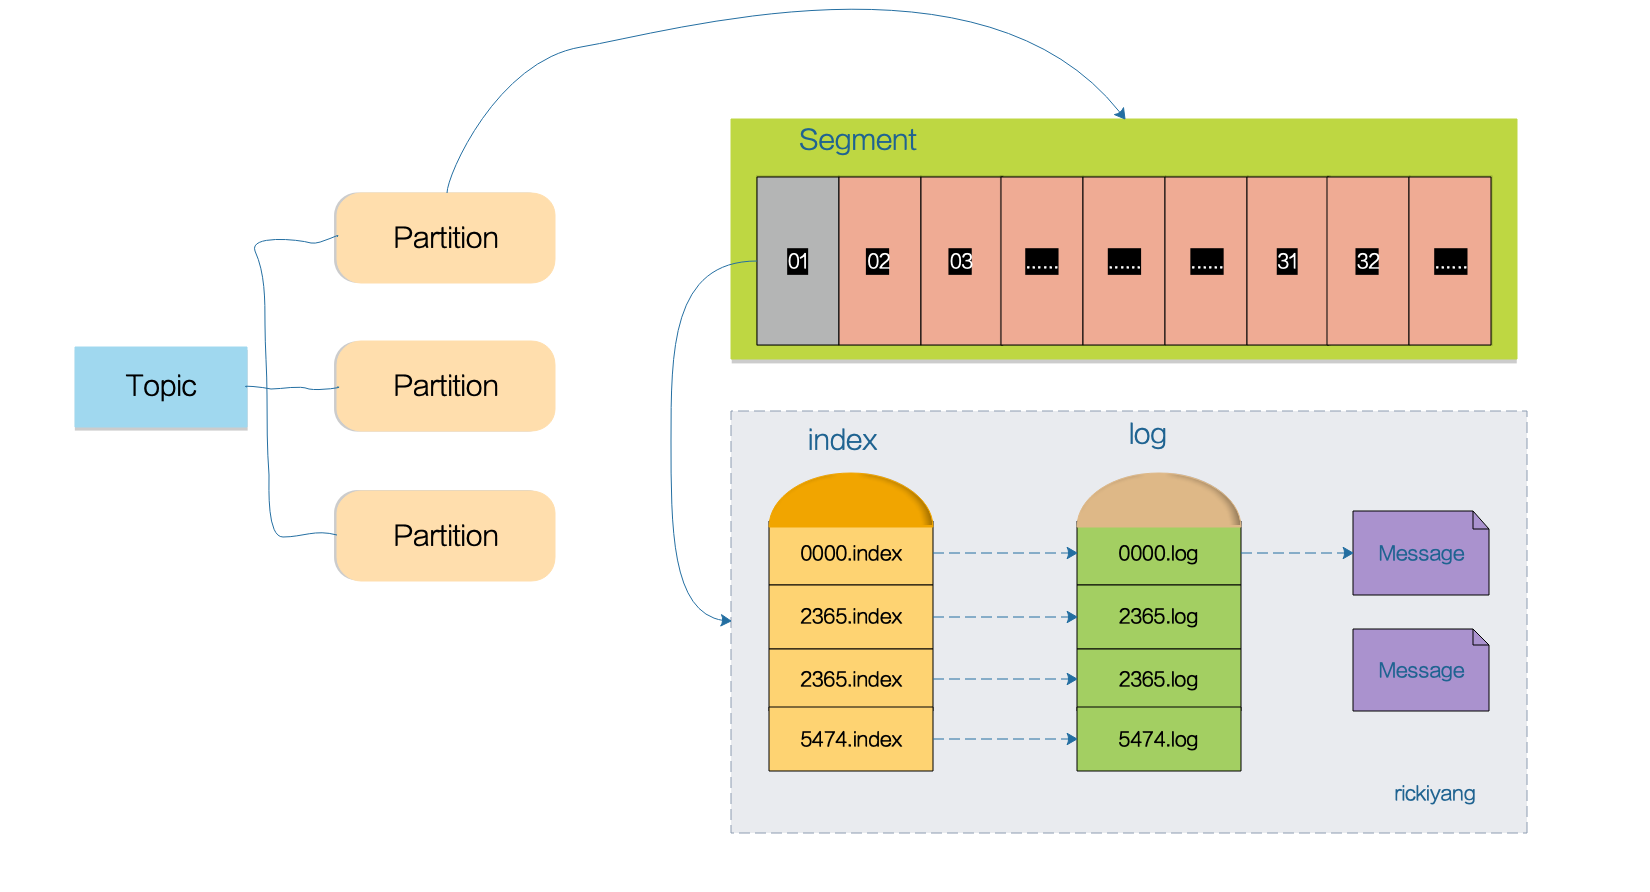 Segment
01 02 03 ...... ...... ...... 31 32 ......
Topic
Partition
Partition
Partition
index
log
0000.index
0000.log
Message
2365.index
2365.log
2365.index
2365.log
Message
5474.index
5474.log
rickiyang